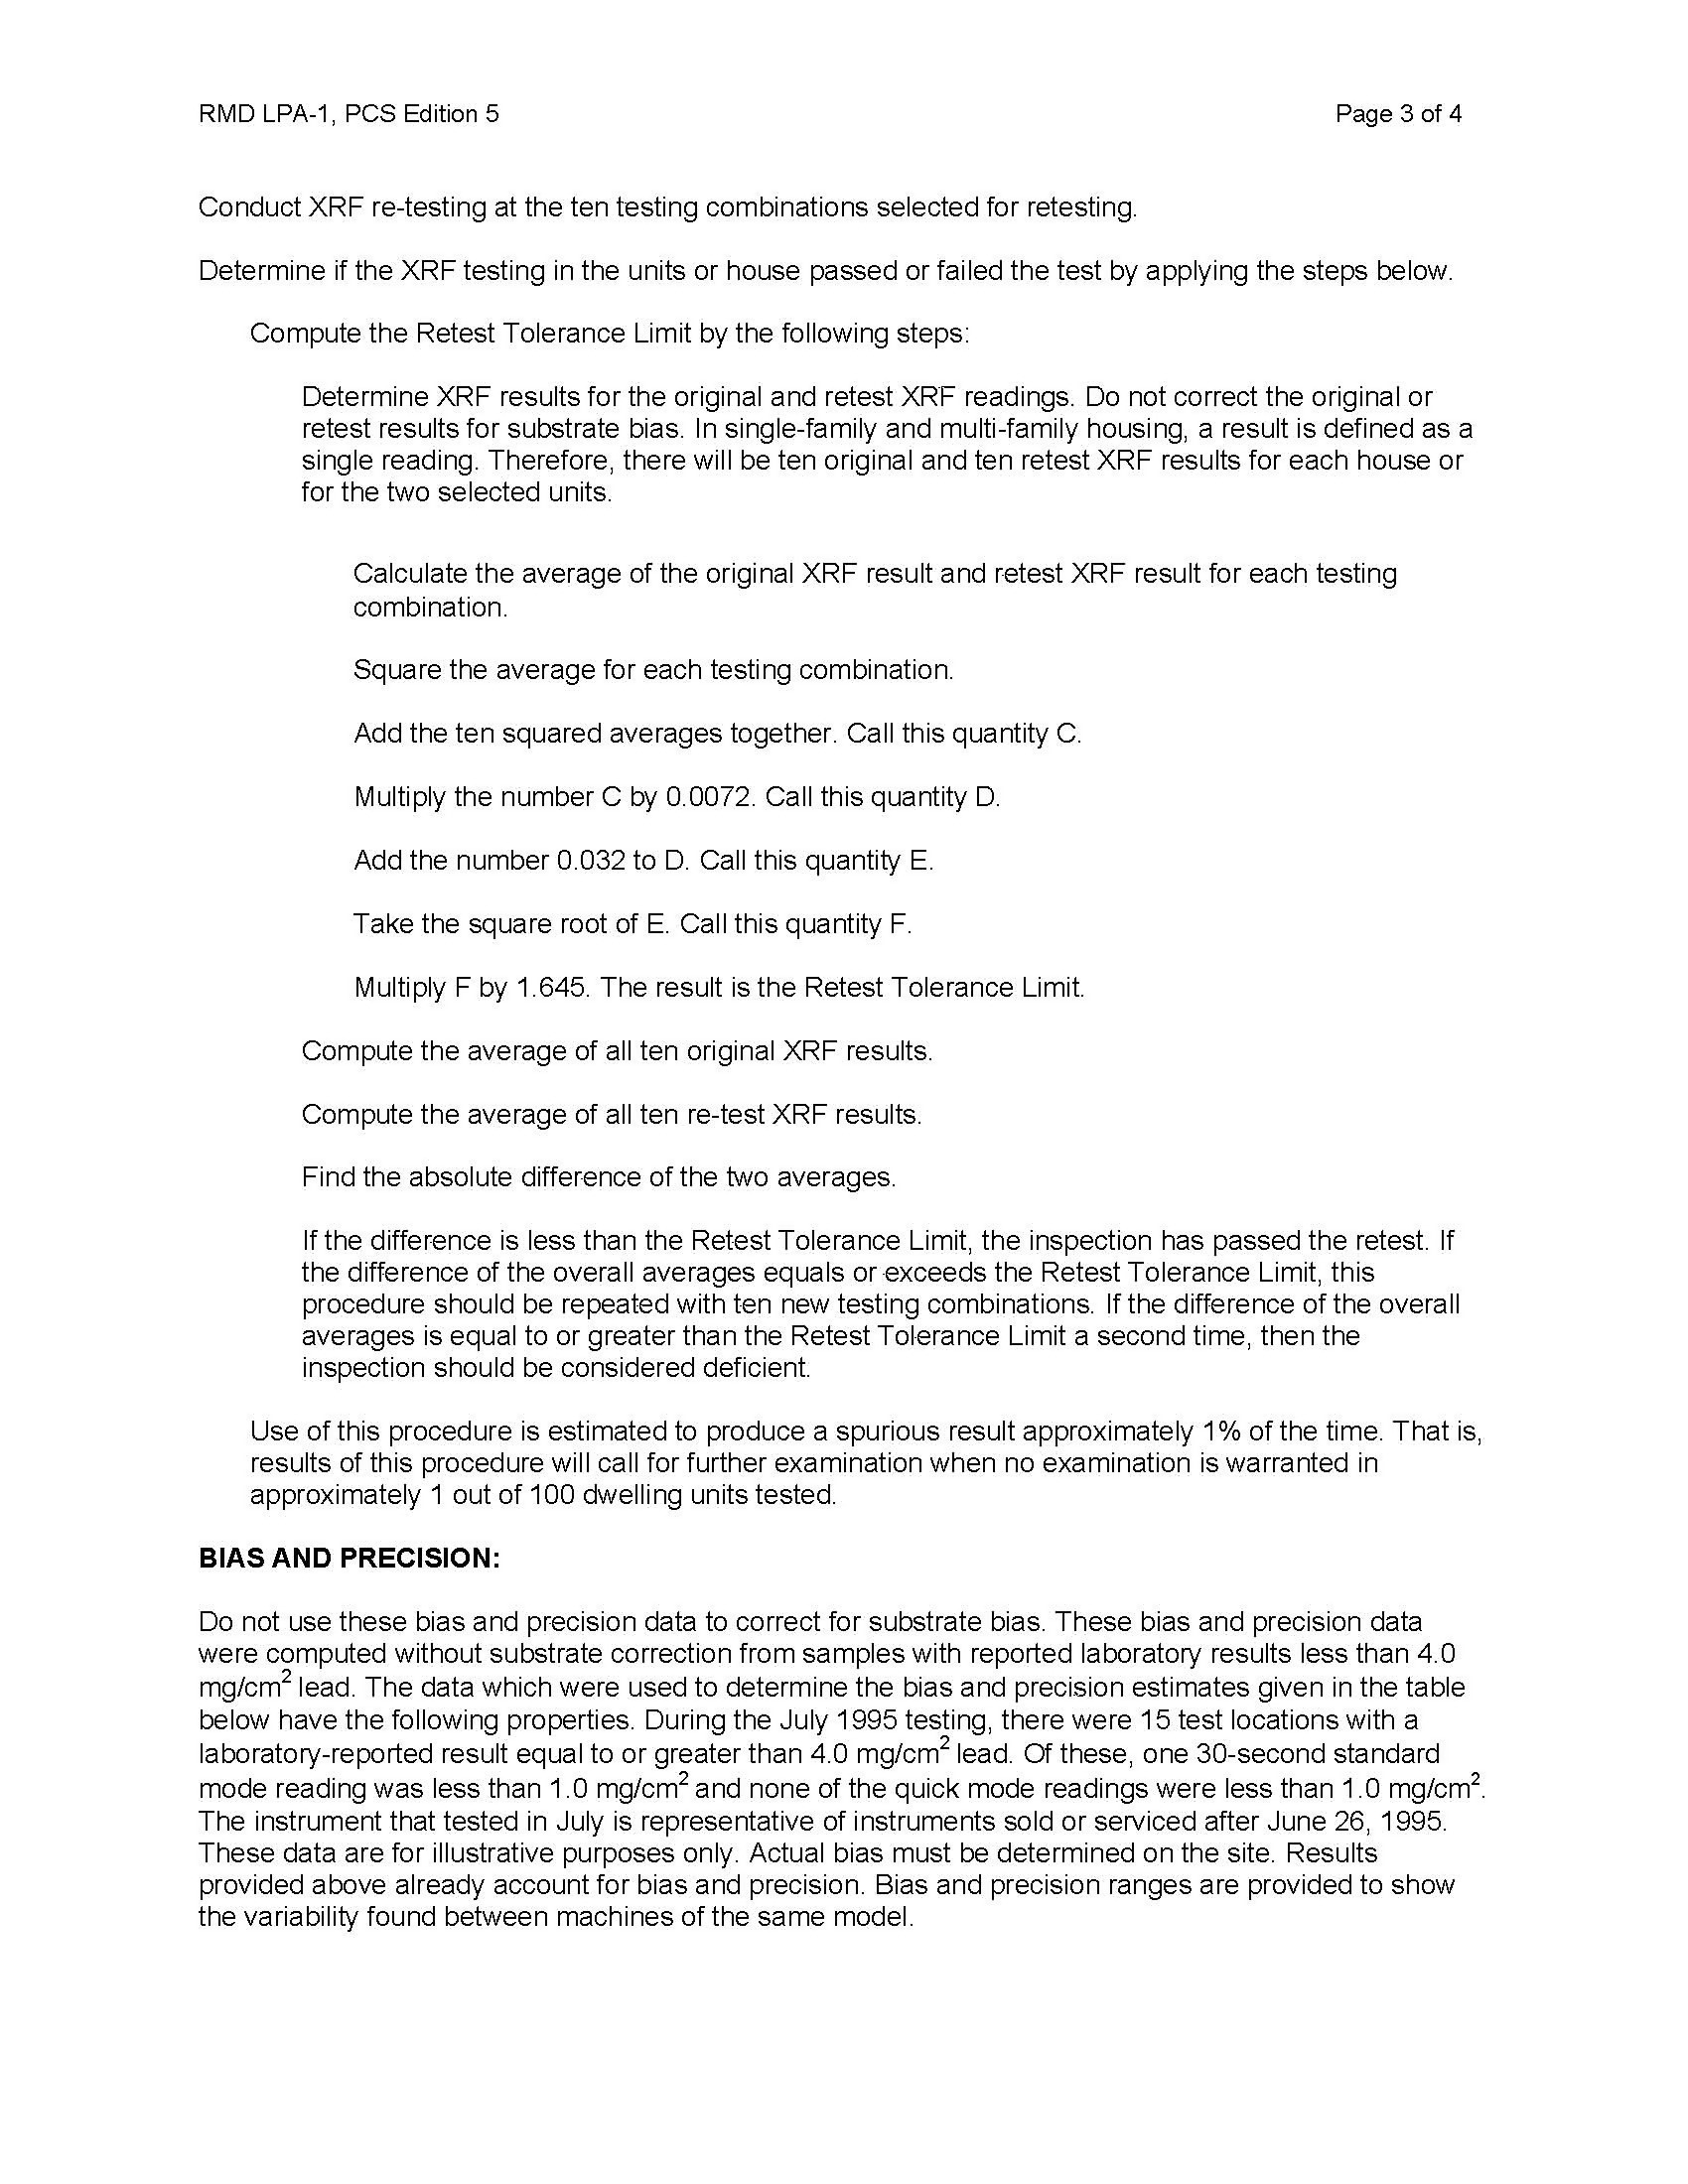 RMD LPA-1, PCS Edition 5 Page 3 of 4
Conduct XRF re-testing at the ten testing combinations selected for retesting.
Determine if the XRF testing in the units or house passed or failed the test by applying the steps below.
Compute the Retest Tolerance Limit by the following steps:
Determine XRF results for the original and retest XRF readings. Do not correct the original or
retest results for substrate bias. In single-family and multi-family housing, a result is defined as a
single reading. Therefore, there will be ten original and ten retest XRF results for each house or
for the two selected units.
Calculate the average of the original XRF result and retest XRF result for each testing
combination.
Square the average for each testing combination.
Add the ten squared averages together. Call this quantity C.
Multiply the number C by 0.0072. Call this quantity D.
Add the number 0.032 to D. Call this quantity E.
Take the square root of E. Call this quantity F.
Multiply F by 1.645. The result is the Retest Tolerance Limit.
Compute the average of all ten original XRF results.
Compute the average of all ten re-test XRF results.
Find the absolute difference of the two averages.
If the difference is less than the Retest Tolerance Limit, the inspection has passed the retest. If
the difference of the overall averages equals or exceeds the Retest Tolerance Limit, this
procedure should be repeated with ten new testing combinations. If the difference of the overall
averages is equal to or greater than the Retest Tolerance Limit a second time, then the
inspection should be considered deficient.
Use of this procedure is estimated to produce a spurious result approximately 1% of the time. That is,
results of this procedure will call for further examination when no examination is warranted in
approximately 1 out of 100 dwelling units tested.
BIAS AND PRECISION:
Do not use these bias and precision data to correct for substrate bias. These bias and precision data
were computed without substrate correction from samples with reported laboratory results less than 4.0
mg/cm² lead. The data which were used to determine the bias and precision estimates given in the table
below have the following properties. During the July 1995 testing, there were 15 test locations with a
laboratory-reported result equal to or greater than 4.0 mg/cm² lead. Of these, one 30-second standard
mode reading was less than 1.0 mg/cm² and none of the quick mode readings were less than 1.0 mg/cm².
The instrument that tested in July is representative of instruments sold or serviced after June 26, 1995.
These data are for illustrative purposes only. Actual bias must be determined on the site. Results
provided above already account for bias and precision. Bias and precision ranges are provided to show
the variability found between machines of the same model.